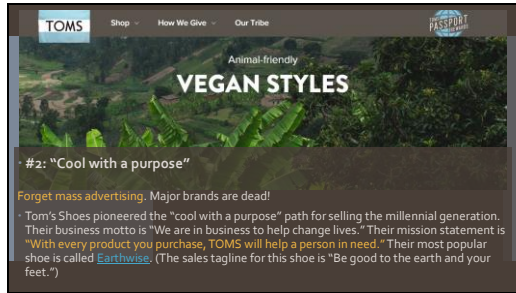 TOMS Shop How We Give Our Tribe
Animal-friendly
VEGAN STYLES
#2: “Cool with a purpose”
Forget mass advertising. Major brands are dead!
Tom’s Shoes pioneered the “cool with a purpose” path for selling the millennial generation.
Their business motto is “We are in business to help change lives.” Their mission statement is
“With every product you purchase, TOMS will help a person in need.” Their most popular
shoe is called Earthwise. (The sales tagline for this shoe is “Be good to the earth and your
feet.”)